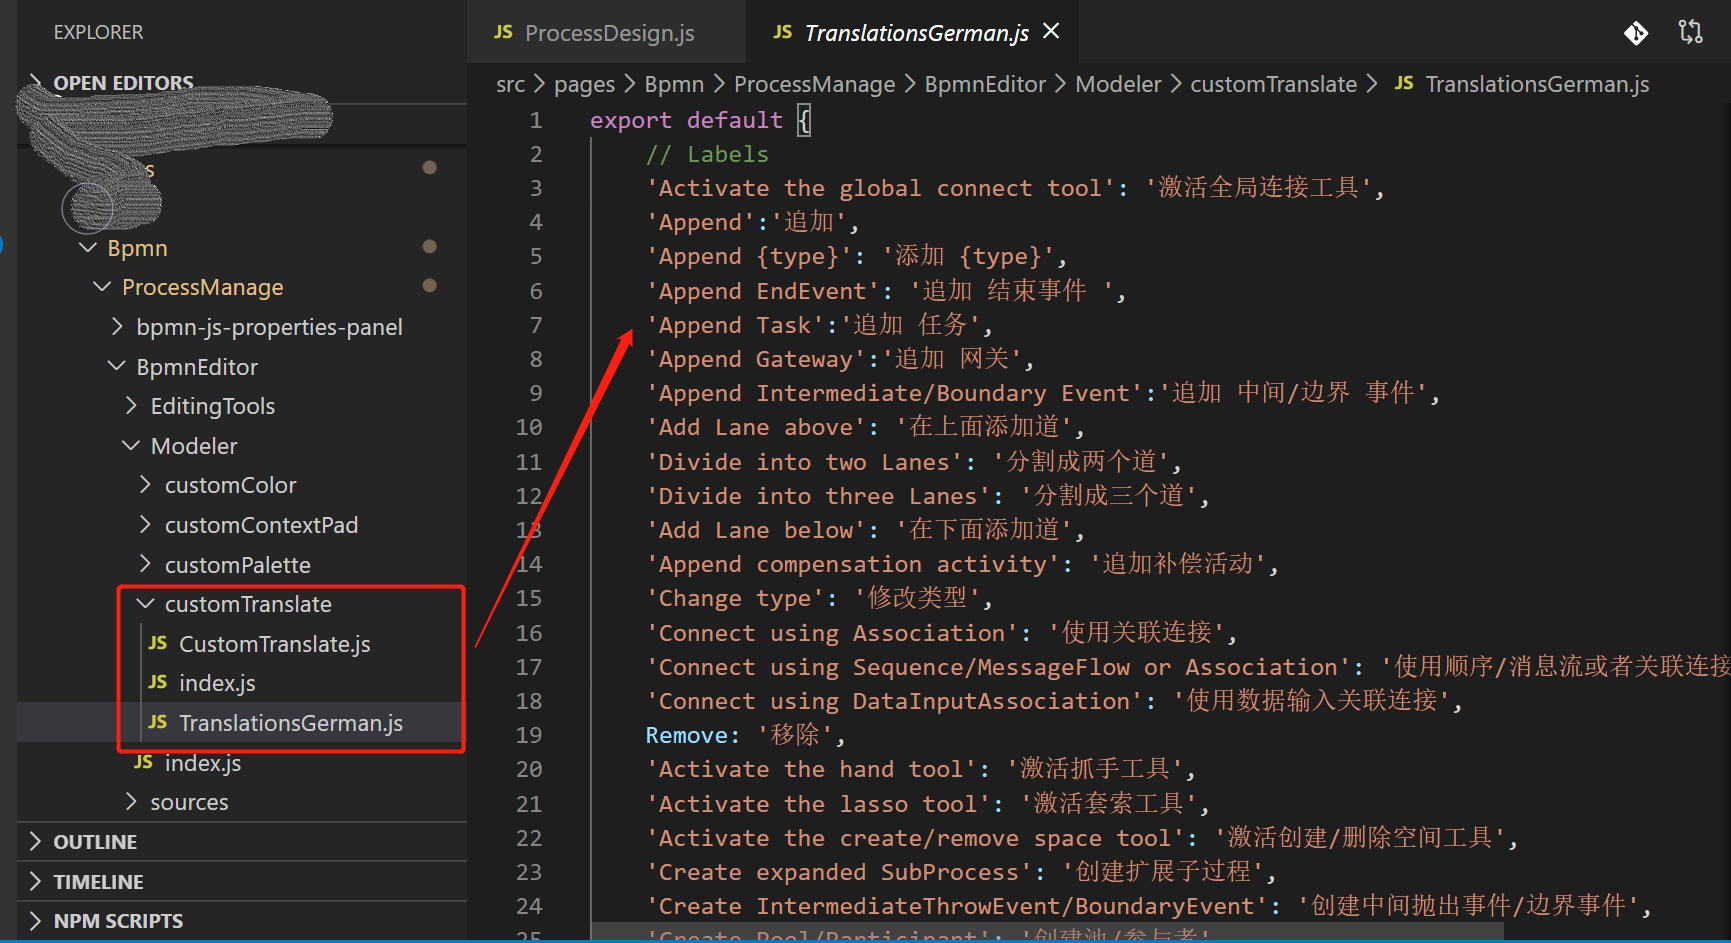 EXPLORER
OPEN EDITORS
s
Bpmn
ProcessManage
bpmn-js-properties-panel
BpmnEditor
EditingTools
Modeler
customColor
customContextPad
customPalette
customTranslate
JS CustomTranslate.js
JS index.js
JS TranslationsGerman.js
JS index.js
sources
OUTLINE
TIMELINE
NPM SCRIPTS
JS ProcessDesign.js
JS TranslationsGerman.js
src > pages > Bpmn > ProcessManage > BpmnEditor > Modeler > customTranslate > JS TranslationsGerman.js
1 export default {
2 // Labels
3 'Activate the global connect tool': '激活全局连接工具',
4 'Append':'追加',
5 'Append {type}': '添加 {type}',
6 'Append EndEvent': '追加 结束事件 ',
7 'Append Task':'追加 任务',
8 'Append Gateway':'追加 网关',
9 'Append Intermediate/Boundary Event':'追加 中间/边界 事件',
10 'Add Lane above': '在上面添加道',
11 'Divide into two Lanes': '分割成两个道',
12 'Divide into three Lanes': '分割成三个道',
13 'Add Lane below': '在下面添加道',
14 'Append compensation activity': '追加补偿活动',
15 'Change type': '修改类型',
16 'Connect using Association': '使用关联连接',
17 'Connect using Sequence/MessageFlow or Association': '使用顺序/消息流或者关联连接
18 'Connect using DataInputAssociation': '使用数据输入关联连接',
19 Remove: '移除',
20 'Activate the hand tool': '激活抓手工具',
21 'Activate the lasso tool': '激活套索工具',
22 'Activate the create/remove space tool': '激活创建/删除空间工具',
23 'Create expanded SubProcess': '创建扩展子过程',
24 'Create IntermediateThrowEvent/BoundaryEvent': '创建中间抛出事件/边界事件',
25 'Create Pool/Participant': '创建池/参与者'